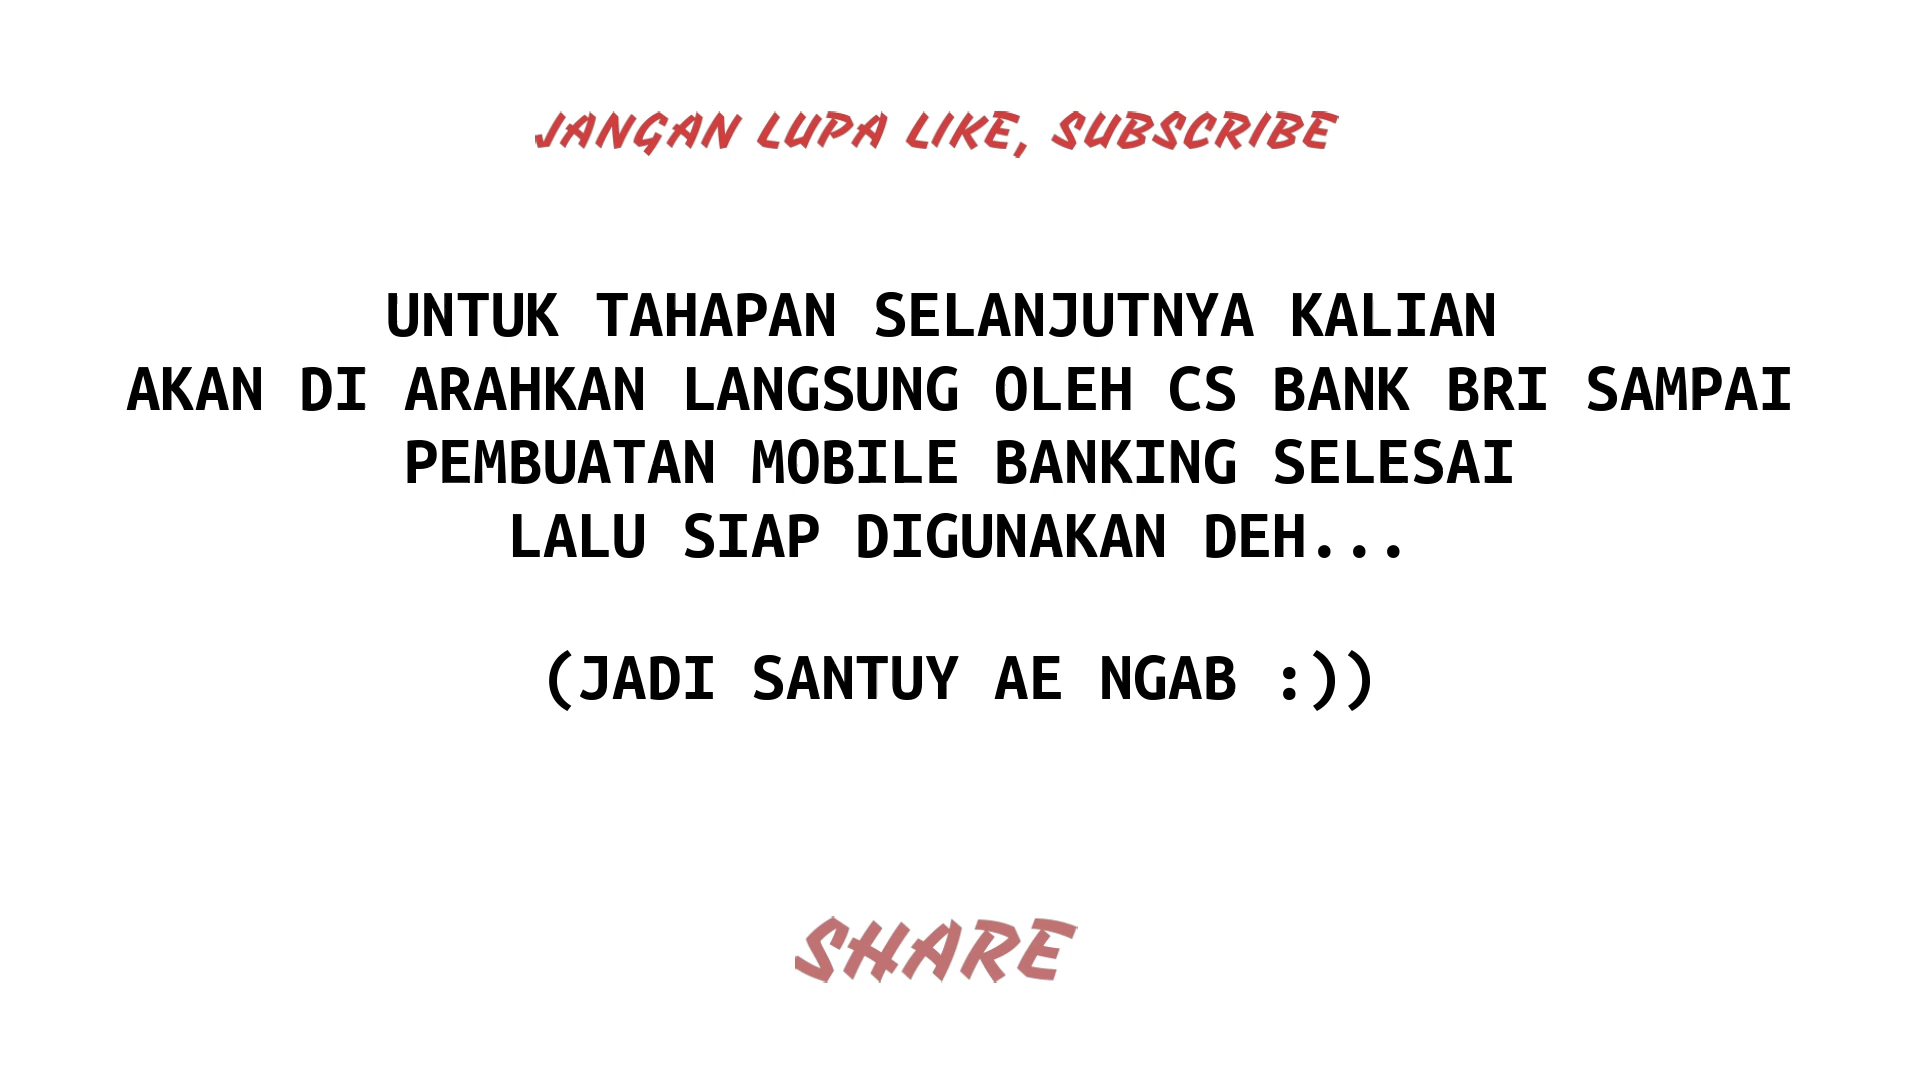 JANGAN LUPA LIKE, SUBSCRIBE
UNTUK TAHAPAN SELANJUTNYA KALIAN
AKAN DI ARAHKAN LANGSUNG OLEH CS BANK BRI SAMPAI
PEMBUATAN MOBILE BANKING SELESAI
LALU SIAP DIGUNAKAN DEH...
(JADI SANTUY AE NGAB :))
SHARE